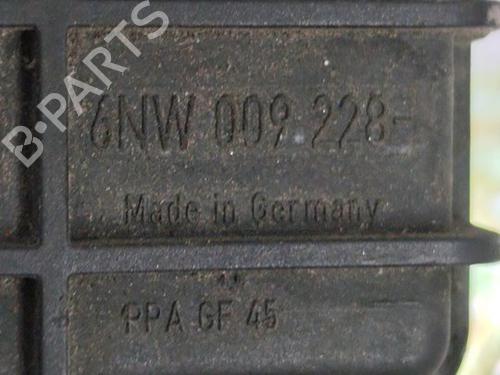 B-PARTS
6NW 009 228-
Made in Germany
PPA GF 45